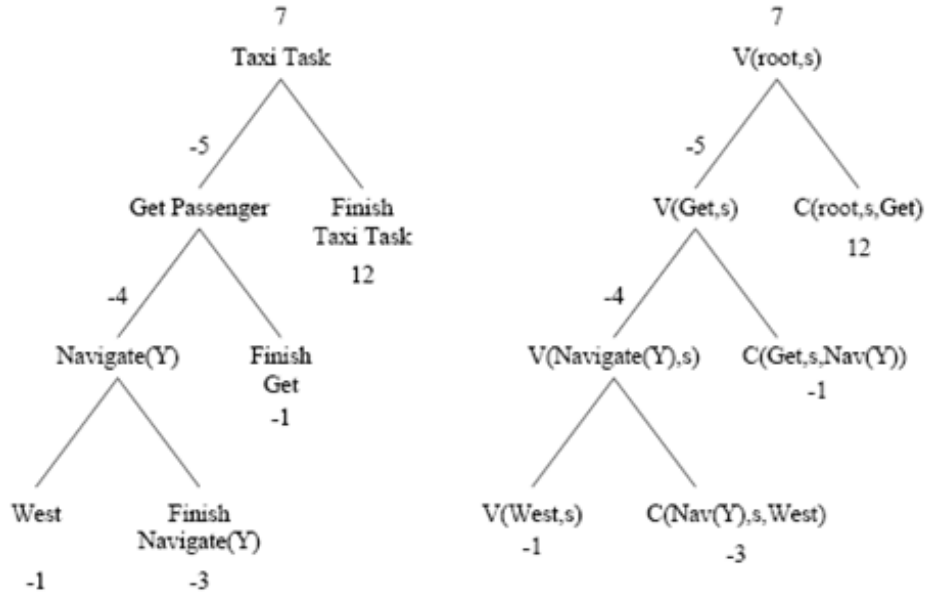 7 7
Taxi Task V(root,s)
-5 -5
Get Passenger Finish Taxi Task V(Get,s) C(root,s,Get)
12 12
-4 -4
Navigate(Y) Finish Get V(Navigate(Y),s) C(Get,s,Nav(Y))
-1 -1
West Finish Navigate(Y) V(West,s) C(Nav(Y),s,West)
-1 -3 -1 -3